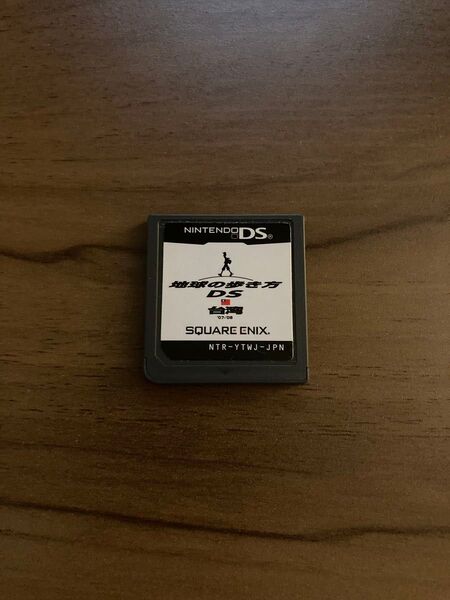 NINTENDO DS®
地球の歩き方
DS
台湾
'07/'08
SQUARE ENIX.
NTR-YTWJ-JPN